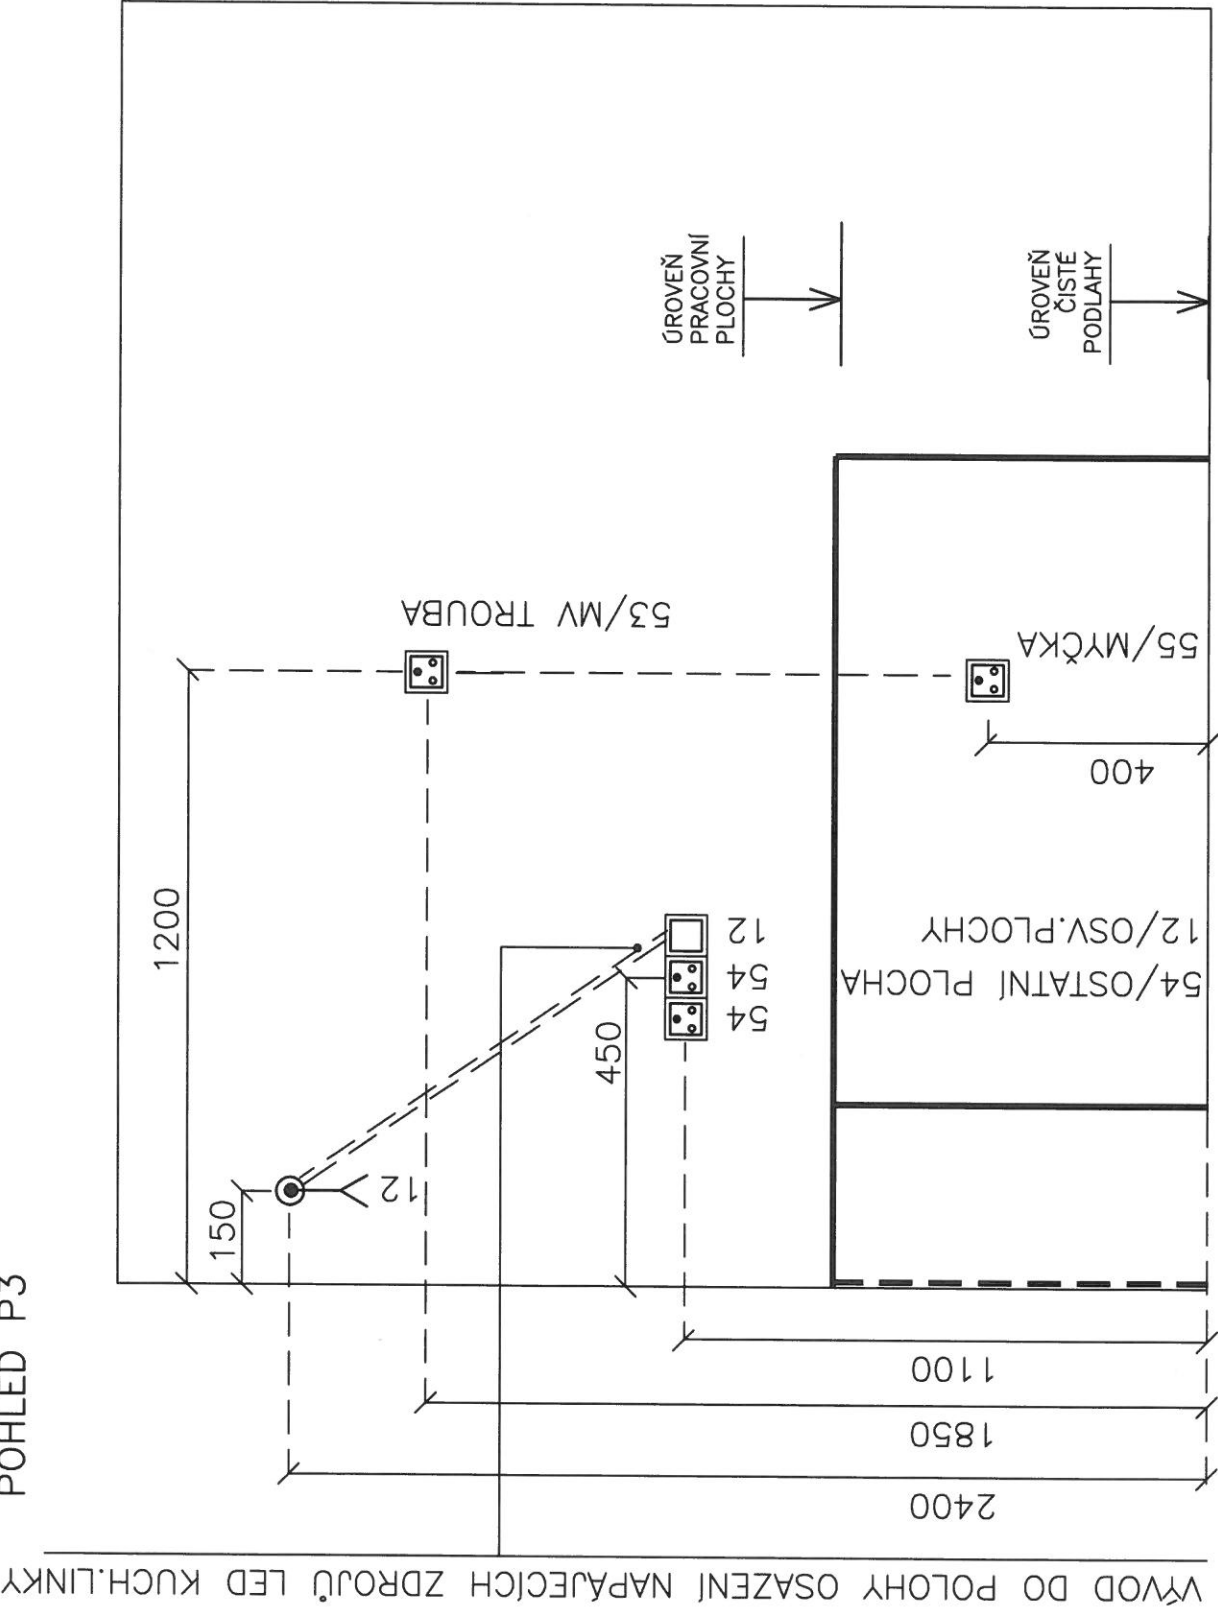 POHLED P3
1200
150
12
450
53/MV TROUBA
ÚROVEŇ
PRACOVNÍ
PLOCHY
ÚROVEŇ
ČISTÉ
PODLAHY
54
54
12
55/MYČKA
400
54/OSTATNÍ PLOCHA
12/OSV.PLOCHY
1100
1850
2400
VÝVOD DO POLOHY OSAZENÍ NAPÁJECÍCH ZDROJŮ LED KUCH.LINKY